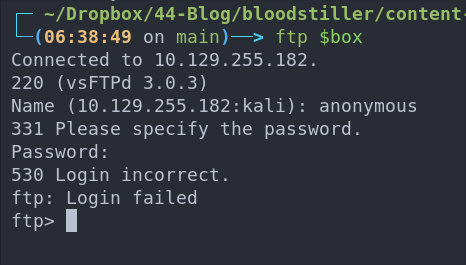 ~/Dropbox/44-Blog/bloodstiller/content-
(06:38:49 on main)──> ftp $box
Connected to 10.129.255.182.
220 (vsFTPd 3.0.3)
Name (10.129.255.182:kali): anonymous
331 Please specify the password.
Password:
530 Login incorrect.
ftp: Login failed
ftp>